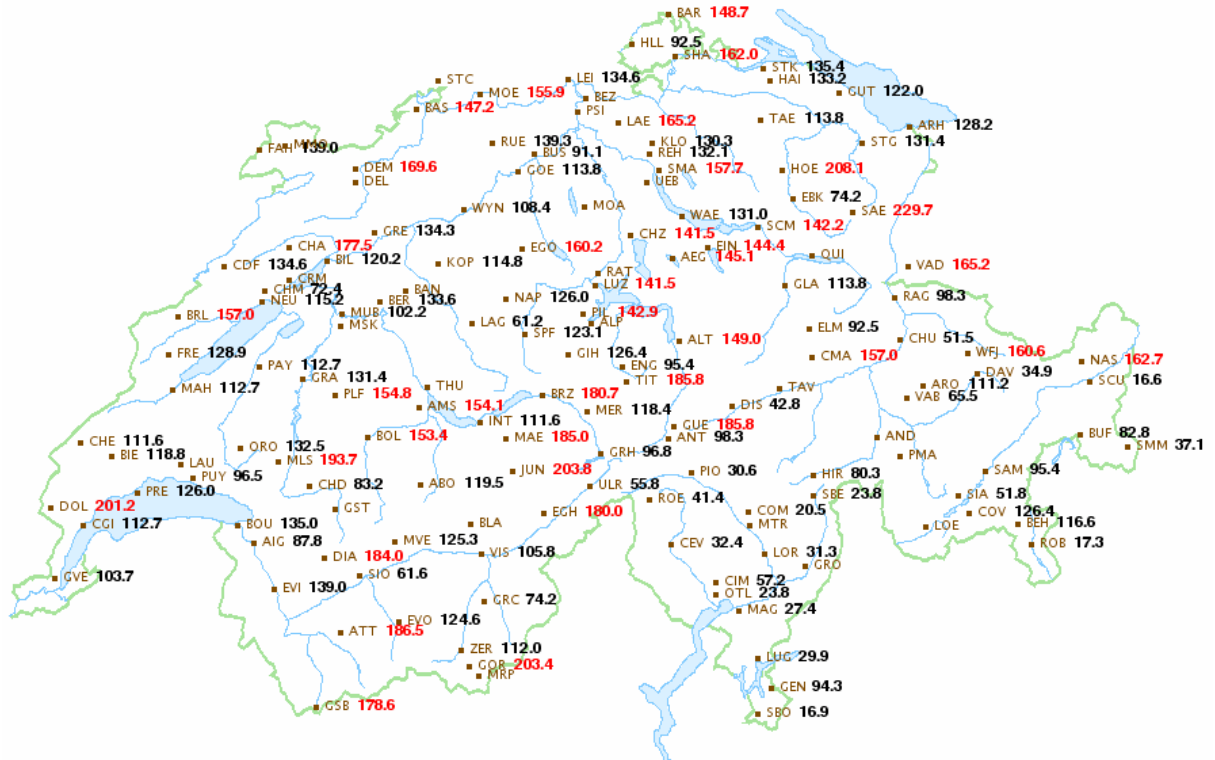 BAR 148.7
HLL 92.5
SHA 162.0
STK 135.4
HAI 133.2
GUT 122.0
STC
LEI 134.6
MOE 155.9
BEZ
BAS 147.2
PSI
LAE 165.2
TAE 113.8
ARH 128.2
MMO
FAH 139.0
RUE 139.3
BUS 91.1
KLO 130.3
REH 132.1
STG 131.4
DEM 169.6
DEL
GOE 113.8
SMA 157.7
UEB
HOE 208.1
EBK 74.2
SAE 229.7
WYN 108.4
MOA
WAE 131.0
SCM 142.2
GRE 134.3
CHZ 141.5
CHA 177.5
EGO 160.2
EIN 144.4
AEG 145.1
QUI
CDF 134.6
BIL 120.2
KOP 114.8
RAT
VAD 165.2
CRM
CHM 72.4
NEU 115.2
BAN
BER 133.6
NAP 126.0
LUZ 141.5
GLA 113.8
RAG 98.3
BRL 157.0
MUB 102.2
MSK
LAG 61.2
PIL 142.9
ALP
SPF 123.1
ALT 149.0
ELM 92.5
CHU 51.5
FRE 128.9
GIH 126.4
CMA 157.0
WFJ 160.6
NAS 162.7
PAY 112.7
ENG 95.4
DAV 34.9
GRA 131.4
TIT 185.8
SCU 16.6
MAH 112.7
PLF 154.8
THU
BRZ 180.7
TAV
ARO 111.2
VAB 65.5
AMS 154.1
MER 118.4
DIS 42.8
INT 111.6
GUE 185.8
CHE 111.6
BOL 153.4
MAE 185.0
ANT 98.3
AND
BUF 82.8
SMM 37.1
BIE 118.8
ORO 132.5
GRH 96.8
PMA
LAU
MLS 193.7
JUN 203.8
PIO 30.6
HIR 80.3
SAM 95.4
PUY 96.5
PRE 126.0
CHD 83.2
ABO 119.5
ULR 55.8
ROE 41.4
SBE 23.8
SIA 51.8
DOL 201.2
GST
EGH 180.0
COM 20.5
COV 126.4
CGI 112.7
BOU 135.0
BLA
MTR
LOE
BEH 116.6
AIG 87.8
MVE 125.3
CEV 32.4
ROB 17.3
DIA 184.0
VIS 105.8
LOR 31.3
GRO
GVE 103.7
SIO 61.6
CIM 57.2
EVI 139.0
OTL 23.8
GRC 74.2
MAG 27.4
EVO 124.6
ATT 186.5
ZER 112.0
LUG 29.9
GOR 203.4
MRP
GEN 94.3
GSB 178.6
SBO 16.9